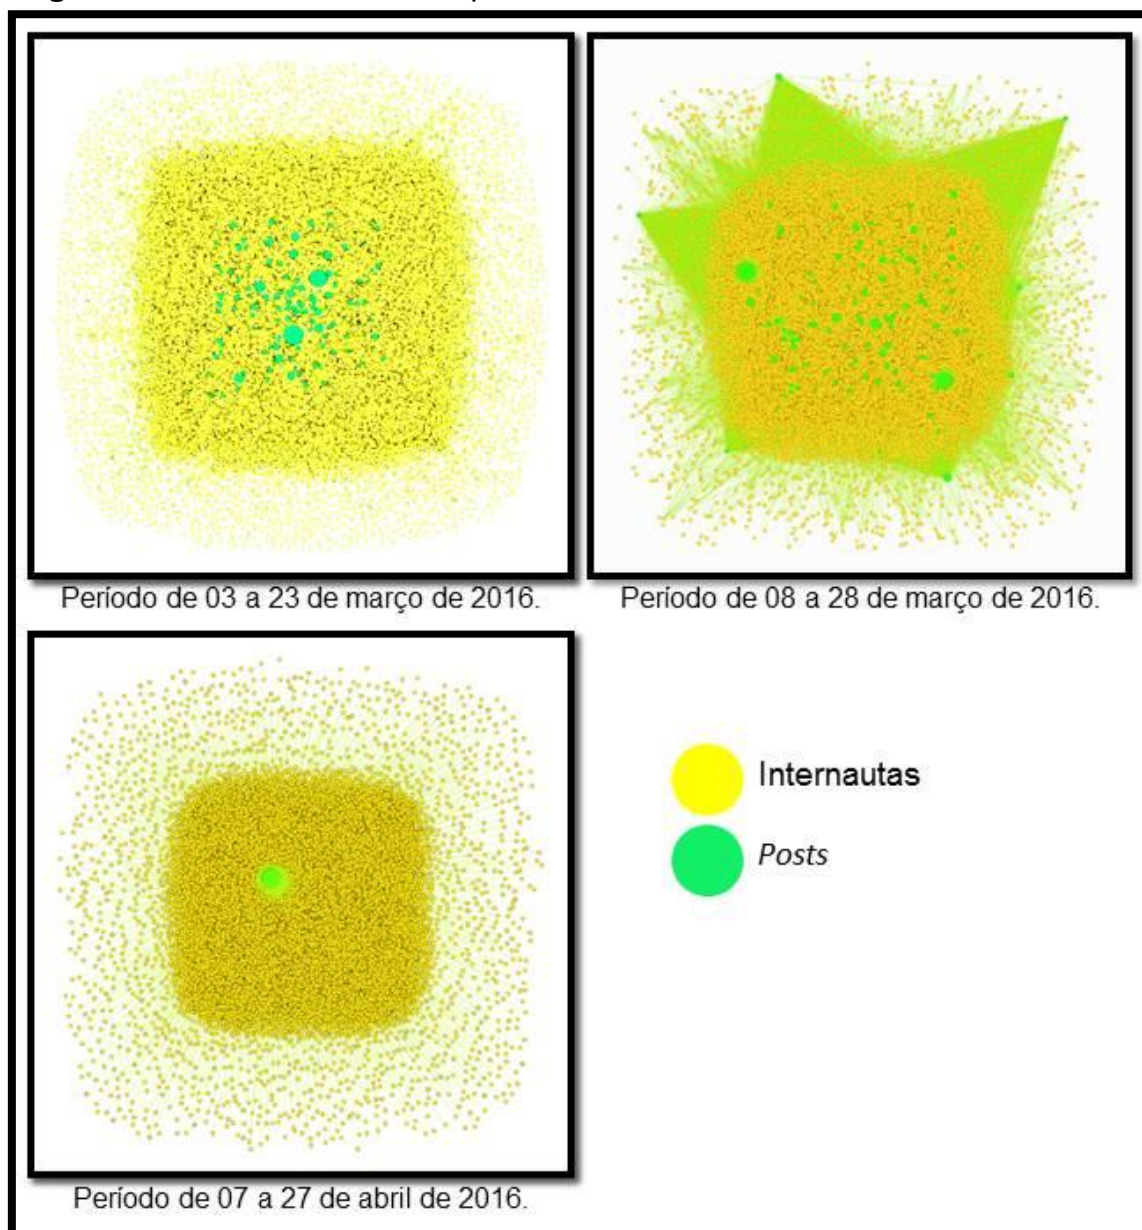 Período de 03 a 23 de março de 2016.
Período de 08 a 28 de março de 2016.
Internautas
Posts
Período de 07 a 27 de abril de 2016.